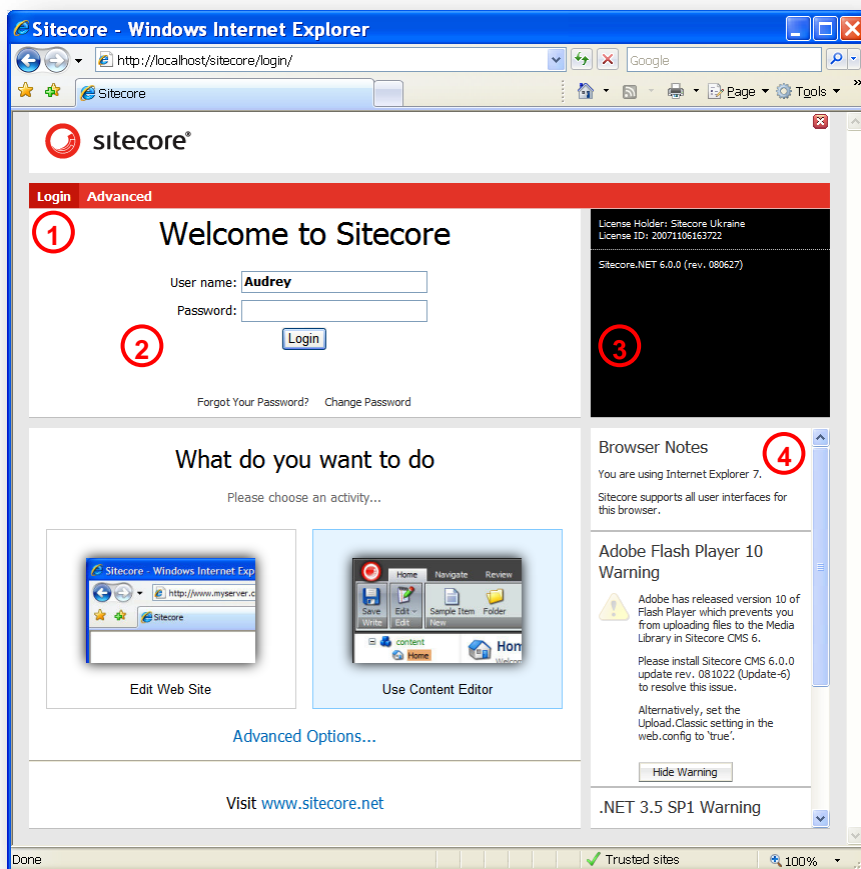 Sitecore - Windows Internet Explorer
http://localhost/sitecore/login/
Google
Sitecore
Page
Tools
»
sitecore®
Login Advanced
1
Welcome to Sitecore
User name: Audrey
Password:
2
Login
Forgot Your Password? Change Password
License Holder: Sitecore Ukraine
License ID: 20071106163722
Sitecore.NET 6.0.0 (rev. 080627)
3
What do you want to do
Please choose an activity...
Sitecore - Windows Internet Exp
http://www.myserver.c
Sitecore
Edit Web Site
Home Navigate Review
Save Edit Sample Item Folder
Write Edit New
content
Home
Hom
Welcome
Use Content Editor
Advanced Options...
Visit www.sitecore.net
Browser Notes
4
You are using Internet Explorer 7.
Sitecore supports all user interfaces for
this browser.
Adobe Flash Player 10
Warning
Adobe has released version 10 of
Flash Player which prevents you
from uploading files to the Media
Library in Sitecore CMS 6.
Please install Sitecore CMS 6.0.0
update rev. 081022 (Update-6)
to resolve this issue.
Alternatively, set the
Upload.Classic setting in the
web.config to 'true'.
Hide Warning
.NET 3.5 SP1 Warning
Done
Trusted sites
100%